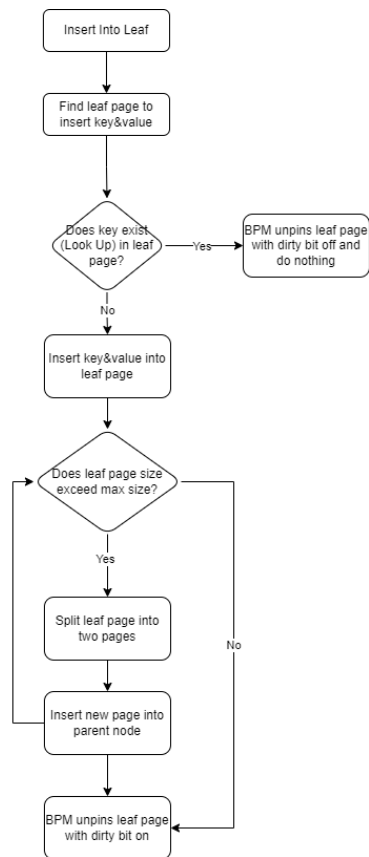 Insert Into Leaf
Find leaf page to
insert key&value
Does key exist
(Look Up) in leaf
page?
Yes
BPM unpins leaf page
with dirty bit off and
do nothing
No
Insert key&value into
leaf page
Does leaf page size
exceed max size?
Yes
Split leaf page into
two pages
No
Insert new page into
parent node
BPM unpins leaf page
with dirty bit on